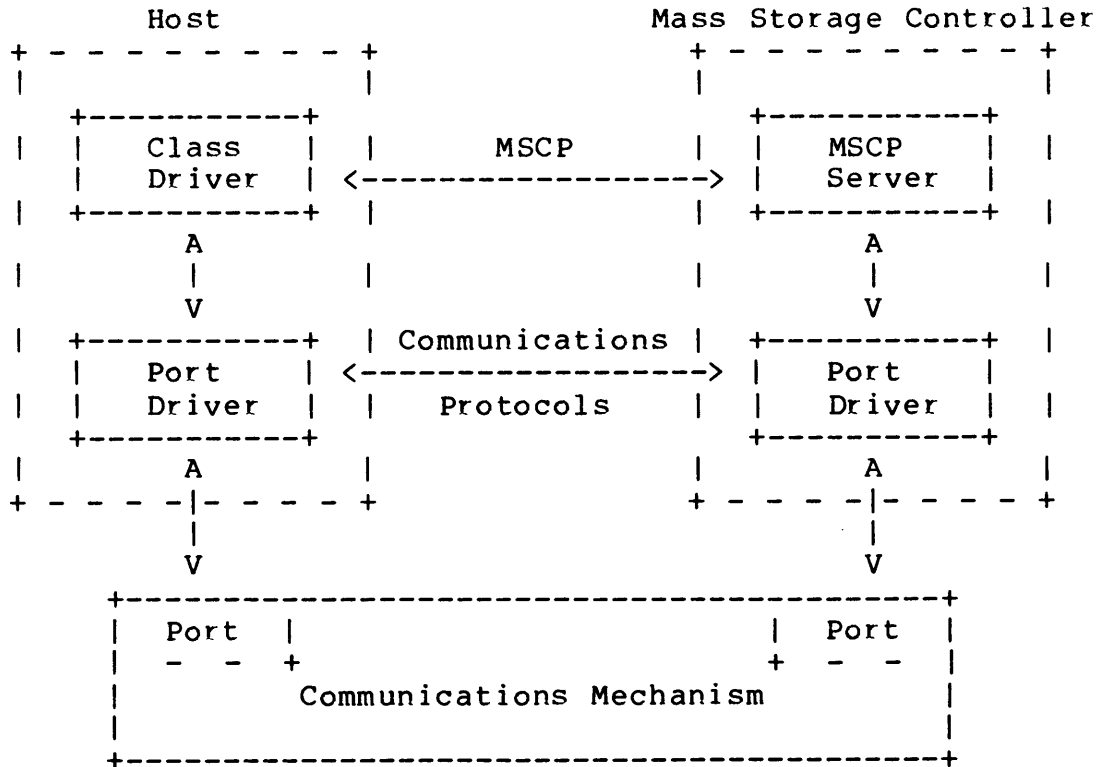 Host Mass Storage Controller
Class MSCP MSCP
Driver Server
A A
V V
Communications
Port Port
Driver Protocols Driver
A A
V V
Port Port
Communications Mechanism